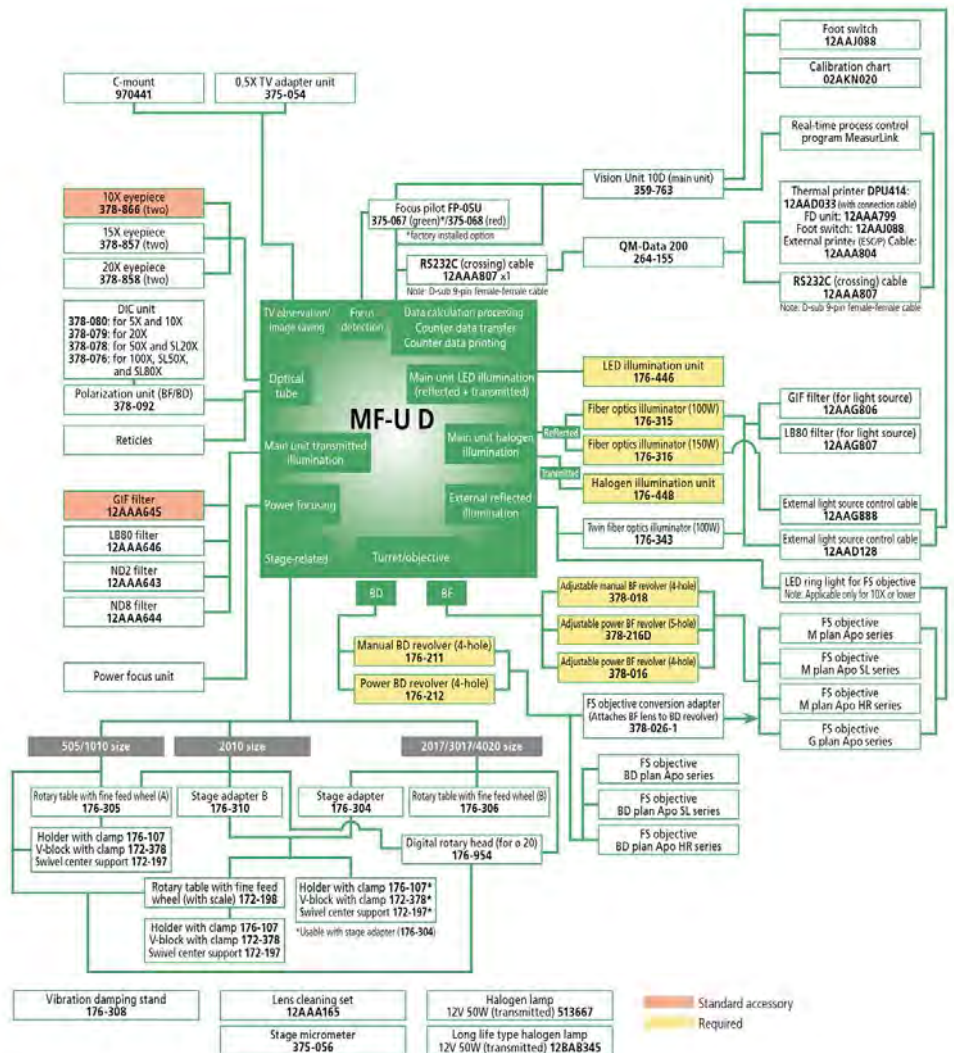 Foot switch
12AAJ088
C-mount
970441
0.5X TV adapter unit
375-054
Calibration chart
02AKN020
Real-time process control
program MeasurLink
Vision Unit 10D (main unit)
359-763
10X eyepiece
378-866 (two)
15X eyepiece
378-857 (two)
20X eyepiece
378-858 (two)
Focus pilot FP-05U
375-067 (green)*/375-068 (red)
*factory installed option
Thermal printer DPU414:
12AAD033 (with connection cable)
FD unit: 12AAA799
Foot switch: 12AAJ088
External printer (ESC/P) Cable:
12AAA804
RS232C (crossing) cable
12AAA807 x1
Note: D-sub 9-pin female-female cable
QM-Data 200
264-155
RS232C (crossing) cable
12AAA807
Note: D-sub 9-pin female-female cable
DIC unit
378-080: for 5X and 10X
378-079: for 20X
378-078: for 50X and SL20X
378-076: for 100X, SL50X,
and SL80X
Polarization unit (BF/BD)
378-092
Reticles
TV observation/
image saving
Focus
detection
Data calculation processing
Counter data transfer
Counter data printing
Optical
tube
Main unit LED illumination
(reflected + transmitted)
MF-U D
Main unit transmitted
illumination
Main unit halogen
illumination
Power focusing
External reflected
illumination
Stage-related
Turret/objective
LED illumination unit
176-446
Reflected
Fiber optics illuminator (100W)
176-315
Fiber optics illuminator (150W)
176-316
Transmitted
Halogen illumination unit
176-448
Twin fiber optics illuminator (100W)
176-343
GIF filter (for light source)
12AAG806
LB80 filter (for light source)
12AAG807
External light source control cable
12AAG888
External light source control cable
12AAD128
GIF filter
12AAA645
LB80 filter
12AAA646
ND2 filter
12AAA643
ND8 filter
12AAA644
Power focus unit
BD
BF
Manual BD revolver (4-hole)
176-211
Power BD revolver (4-hole)
176-212
Adjustable manual BF revolver (4-hole)
378-018
Adjustable power BF revolver (5-hole)
378-216D
Adjustable power BF revolver (4-hole)
378-016
FS objective conversion adapter
(Attaches BF lens to BD revolver)
378-026-1
LED ring light for FS objective
Note: Applicable only for 10X or lower
FS objective
M plan Apo series
FS objective
M plan Apo SL series
FS objective
M plan Apo HR series
FS objective
G plan Apo series
FS objective
BD plan Apo series
FS objective
BD plan Apo SL series
FS objective
BD plan Apo HR series
505/1010 size
2010 size
2017/3017/4020 size
Rotary table with fine feed wheel (A)
176-305
Stage adapter B
176-310
Stage adapter
176-304
Rotary table with fine feed wheel (B)
176-306
Holder with clamp 176-107
V-block with clamp 172-378
Swivel center support 172-197
Digital rotary head (for ø 20)
176-954
Rotary table with fine feed
wheel (with scale) 172-198
Holder with clamp 176-107*
V-block with clamp 172-378*
Swivel center support 172-197*
*Usable with stage adapter (176-304)
Holder with clamp 176-107
V-block with clamp 172-378
Swivel center support 172-197
Vibration damping stand
176-308
Lens cleaning set
12AAA165
Halogen lamp
12V 50W (transmitted) 513667
Stage micrometer
375-056
Long life type halogen lamp
12V 50W (transmitted) 12BAB345
Standard accessory
Required